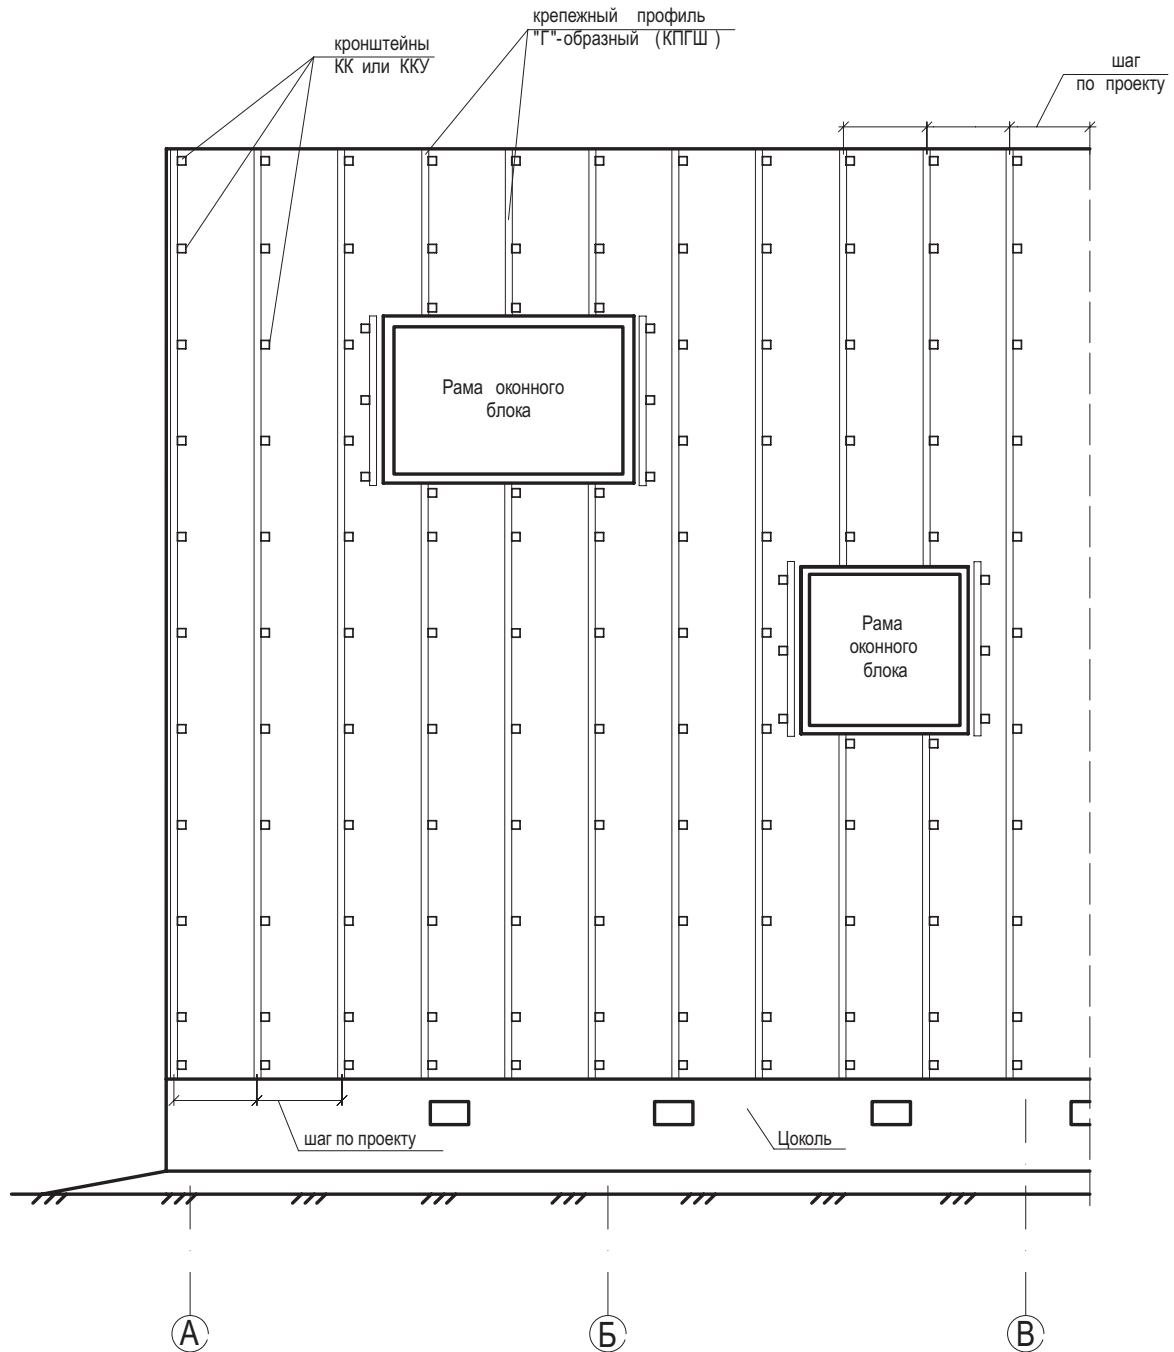 крепежный профиль
"Г"-образный (КПГШ )
кронштейны
КК или ККУ
шаг
по проекту
Рама оконного
блока
Рама
оконного
блока
шаг по проекту
Цоколь
А
Б
В